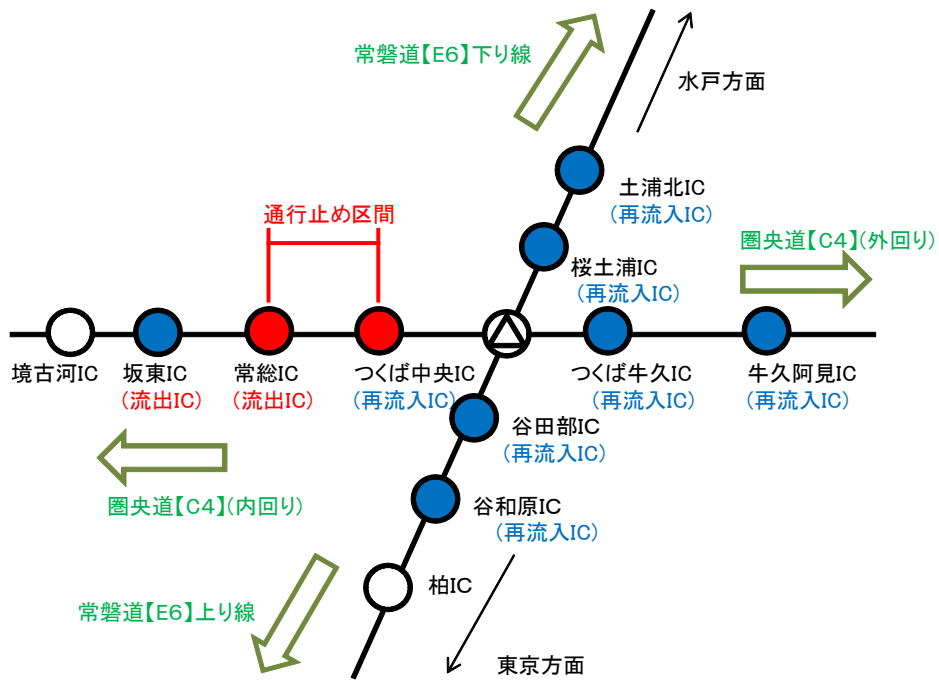 常磐道【E6】下り線
水戸方面
土浦北IC
(再流入IC)
通行止め区間
圏央道【C4】(外回り)
桜土浦IC
(再流入IC)
境古河IC
坂東IC
(流出IC)
常総IC
(流出IC)
つくば中央IC
(再流入IC)
つくば牛久IC
(再流入IC)
牛久阿見IC
(再流入IC)
谷田部IC
(再流入IC)
圏央道【C4】(内回り)
谷和原IC
(再流入IC)
柏IC
常磐道【E6】上り線
東京方面